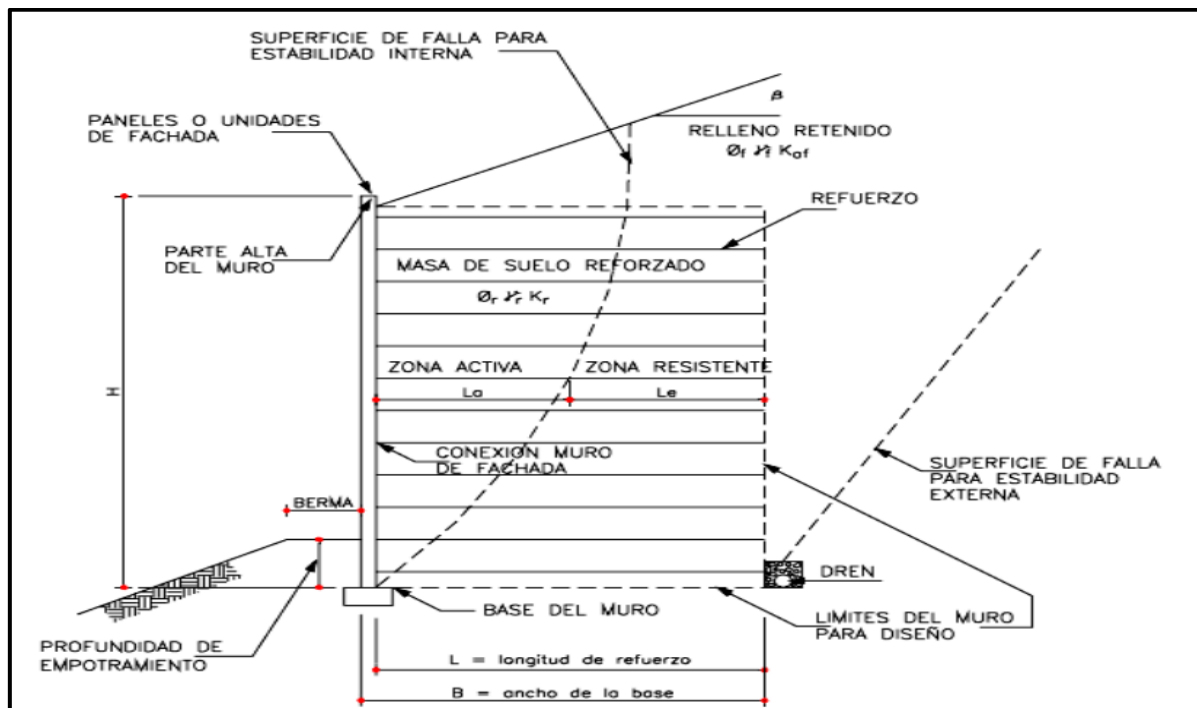 SUPERFICIE DE FALLA PARA
ESTABILIDAD INTERNA
PANELES O UNIDADES
DE FACHADA
β
RELLENO RETENIDO
Øf γf Kaf
REFUERZO
PARTE ALTA
DEL MURO
MASA DE SUELO REFORZADO
Ør γr Kr
H
ZONA ACTIVA
ZONA RESISTENTE
La
Le
CONEXION MURO
DE FACHADA
SUPERFICIE DE FALLA
PARA ESTABILIDAD
EXTERNA
BERMA
DREN
BASE DEL MURO
LIMITES DEL MURO
PARA DISEÑO
PROFUNDIDAD DE
EMPOTRAMIENTO
L = longitud de refuerzo
B = ancho de la base